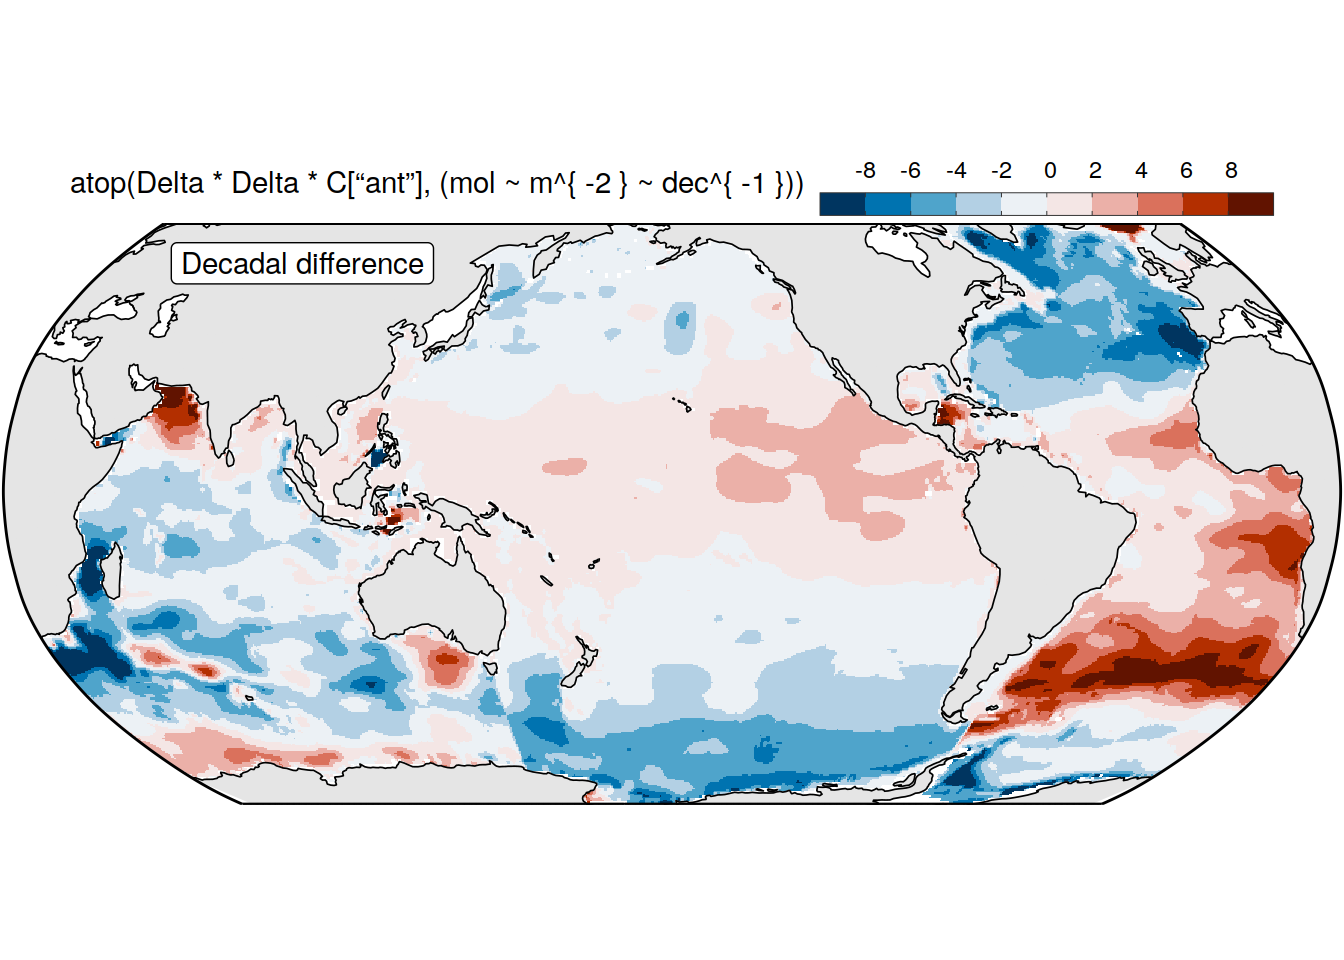 atop(Delta * Delta * C[“ant”], (mol ~ m^{ -2 } ~ dec^{ -1 }))
-8 -6 -4 -2 0 2 4 6 8
Decadal difference